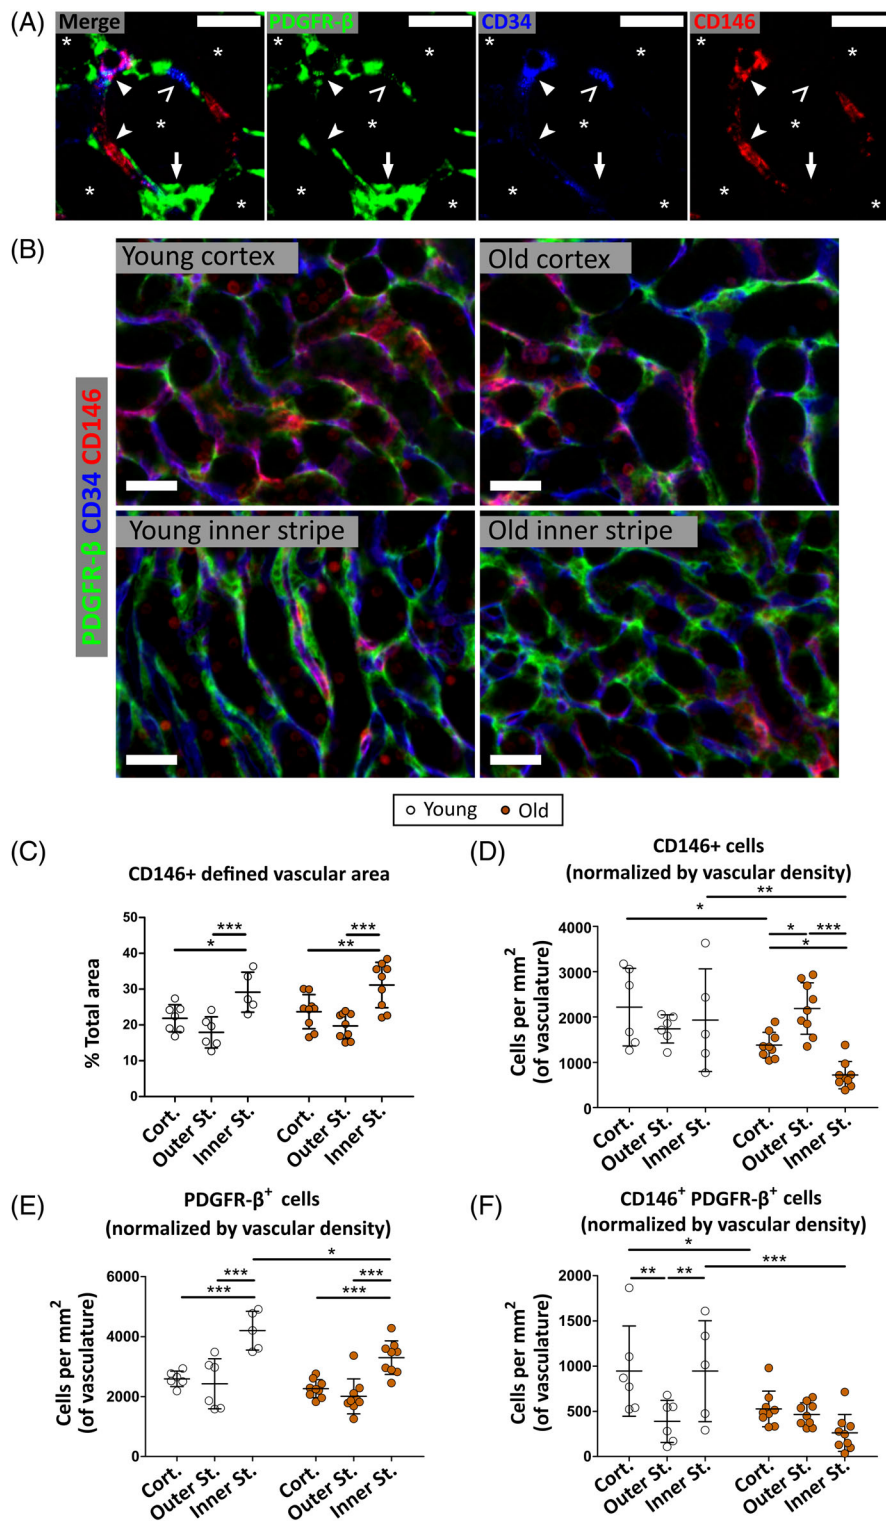 (A)
Merge PDGFR-β CD34 CD146
* * * *
* * * *
* * * * * * * *
(B)
Young cortex Old cortex
PDGFR-β CD34 CD146
Young inner stripe Old inner stripe
Young Old
(C)
CD146+ defined vascular area
% Total area
50
40
30
20
10
0
***
*
***
**
Cort. Outer St. Inner St. Cort. Outer St. Inner St.
(D)
CD146+ cells
(normalized by vascular density)
Cells per mm²
(of vasculature)
4000
3000
2000
1000
0
**
*
* ***
*
Cort. Outer St. Inner St. Cort. Outer St. Inner St.
(E)
PDGFR-β⁺ cells
(normalized by vascular density)
Cells per mm²
(of vasculature)
6000
4000
2000
0
*
*** ***
*** ***
Cort. Outer St. Inner St. Cort. Outer St. Inner St.
(F)
CD146⁺ PDGFR-β⁺ cells
(normalized by vascular density)
Cells per mm²
(of vasculature)
2000
1500
1000
500
0
*
***
** **
Cort. Outer St. Inner St. Cort. Outer St. Inner St.